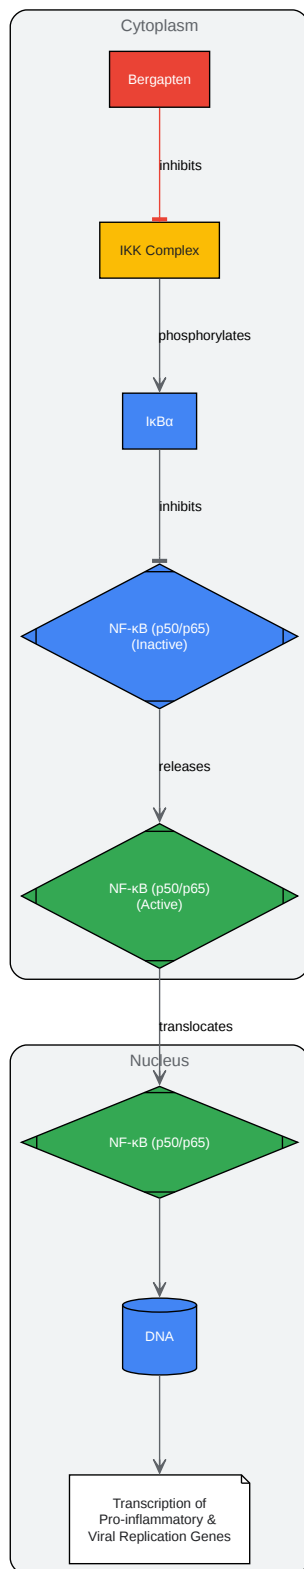 Cytoplasm
Bergapten
inhibits
IKK Complex
phosphorylates
IκBα
inhibits
NF-κB (p50/p65)
(Inactive)
releases
NF-κB (p50/p65)
(Active)
translocates
Nucleus
NF-κB (p50/p65)
DNA
Transcription of
Pro-inflammatory &
Viral Replication Genes